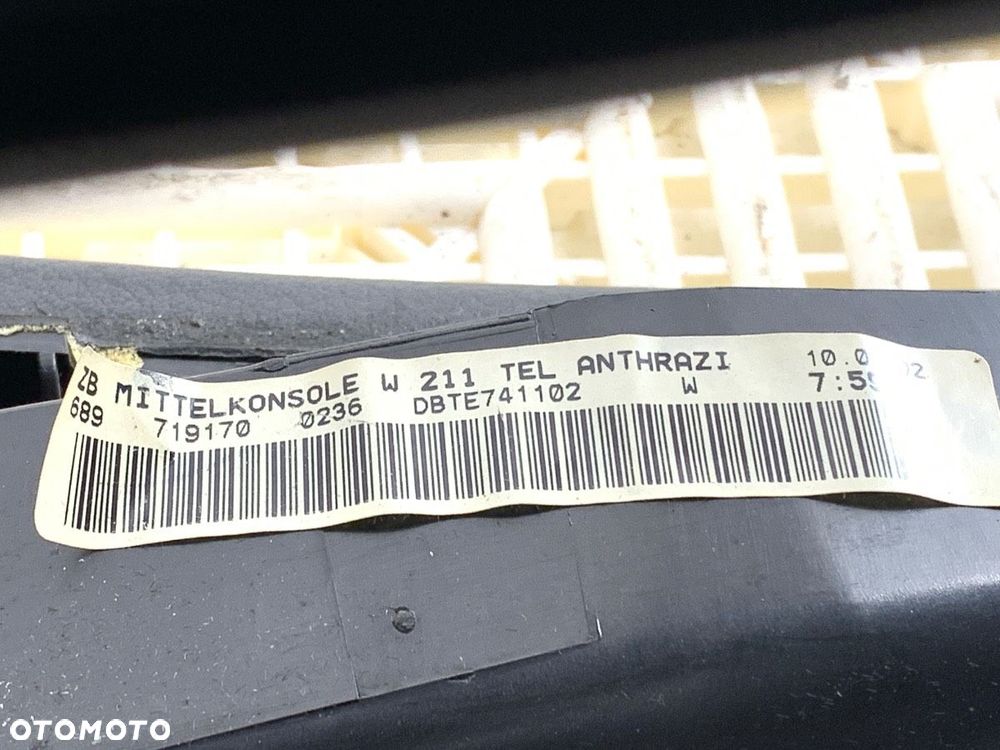 ZB MITTELKONSOLE W 211 TEL ANTHRAZI
689 719170 0236 DBTE741102 W
OTOMOTO